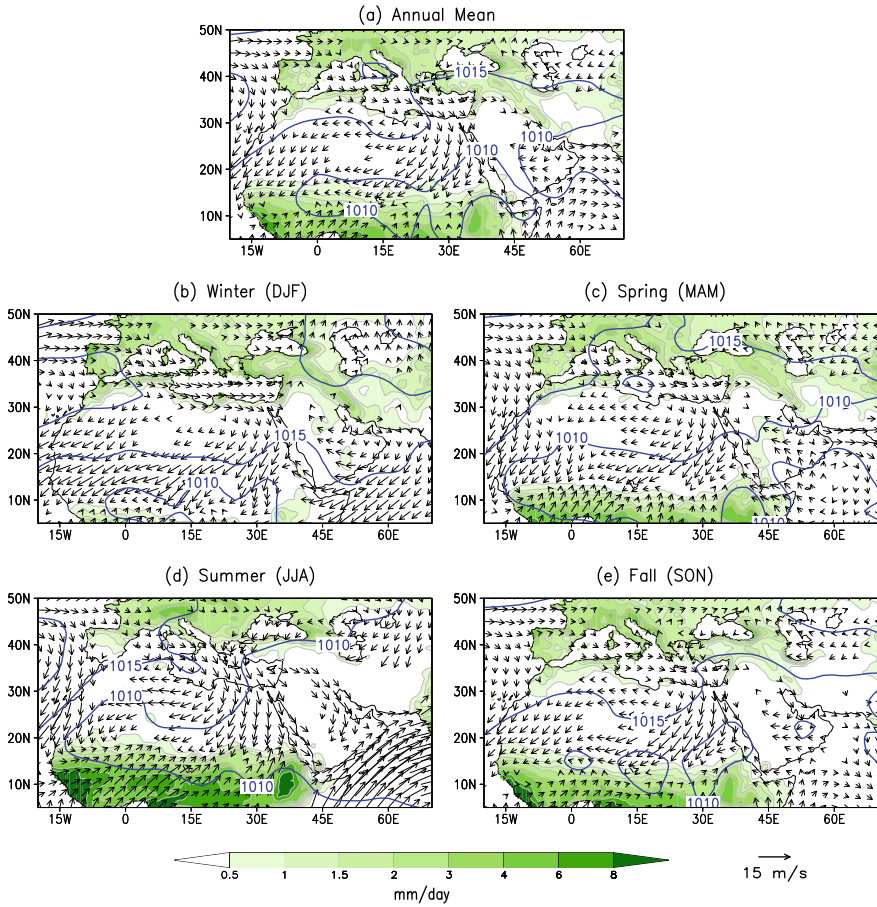 (a) Annual Mean
50N
40N
30N
20N
10N
1015
1010
1010
1010
15W 0 15E 30E 45E 60E
(b) Winter (DJF)
50N
40N
30N
20N
10N
1015
1010
15W 0 15E 30E 45E 60E
(c) Spring (MAM)
50N
40N
30N
20N
10N
1015
1010
1010
1010
15W 0 15E 30E 45E 60E
(d) Summer (JJA)
50N
40N
30N
20N
10N
1010
1015
1010
1010
15W 0 15E 30E 45E 60E
(e) Fall (SON)
50N
40N
30N
20N
10N
1015
1010
15W 0 15E 30E 45E 60E
0.5 1 1.5 2 3 4 6 8
mm/day
15 m/s